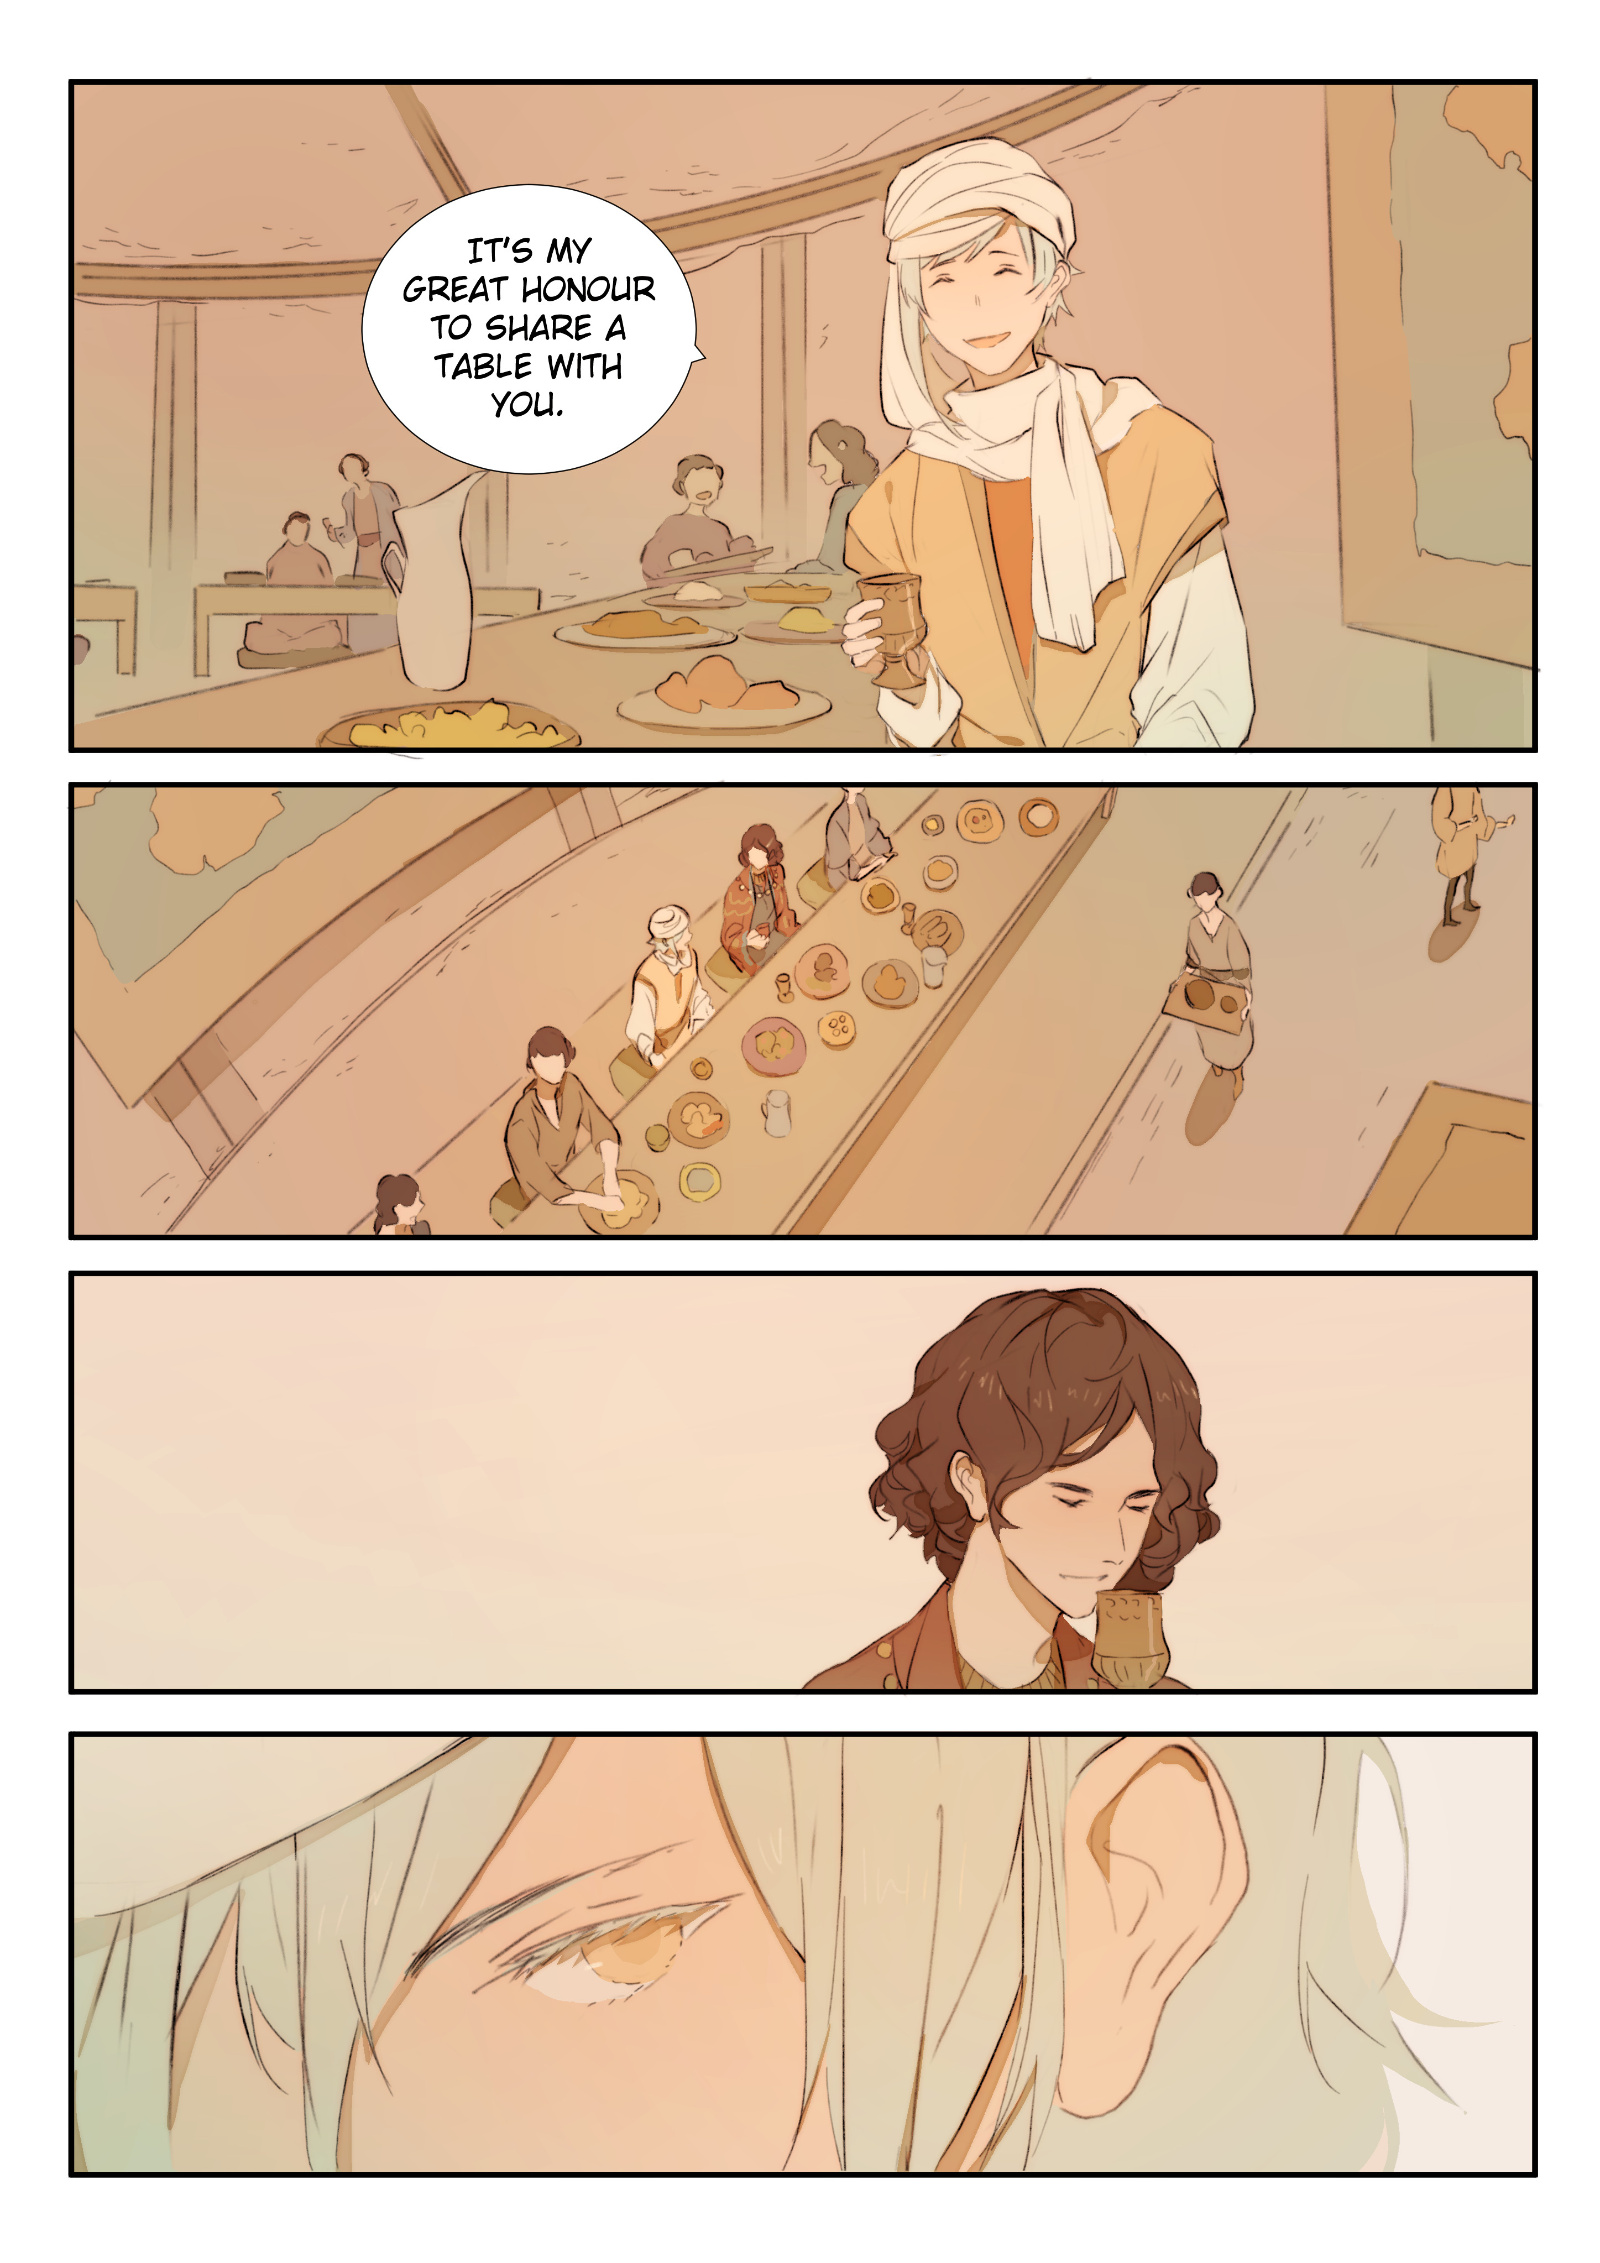 IT'S MY
GREAT HONOUR
TO SHARE A
TABLE WITH
YOU.